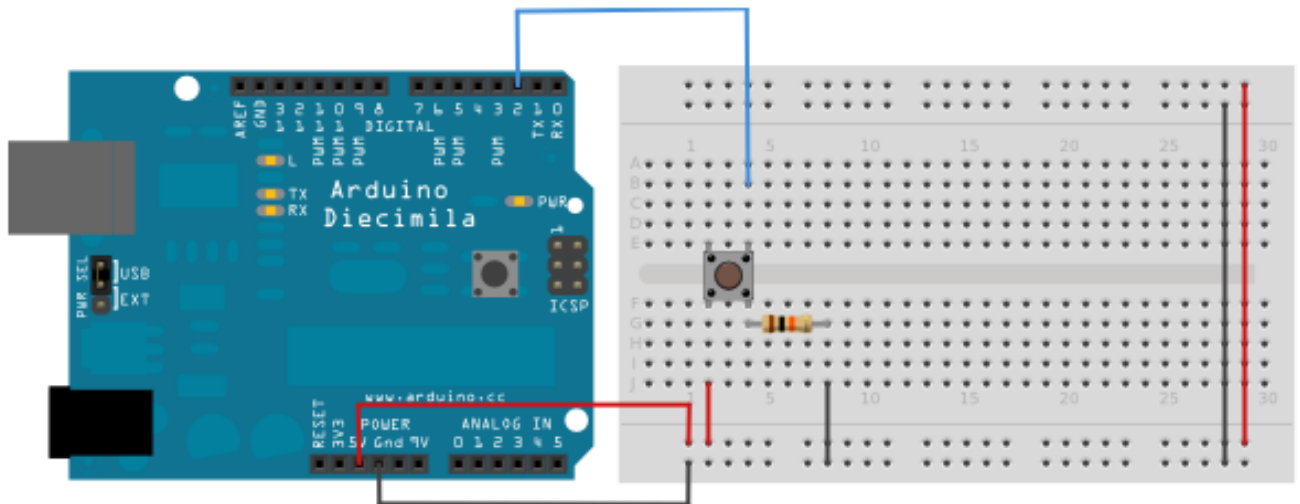 AREF GND 13 12 11 10 9 8 7 6 5 4 3 2 TX 1 RX 0
PWM PWM PWM DIGITAL PWM PWM PWM
1 5 10 15 20 25 30
L
TX
RX
Arduino
Diecimila
PWR
1
A
B
C
D
E
PWR SEL
USB
EXT
ICSP
F
G
H
I
J
www.arduino.cc
1 5 10 15 20 25 30
POWER ANALOG IN
RESET 3V3 5V Gnd 9V 0 1 2 3 4 5